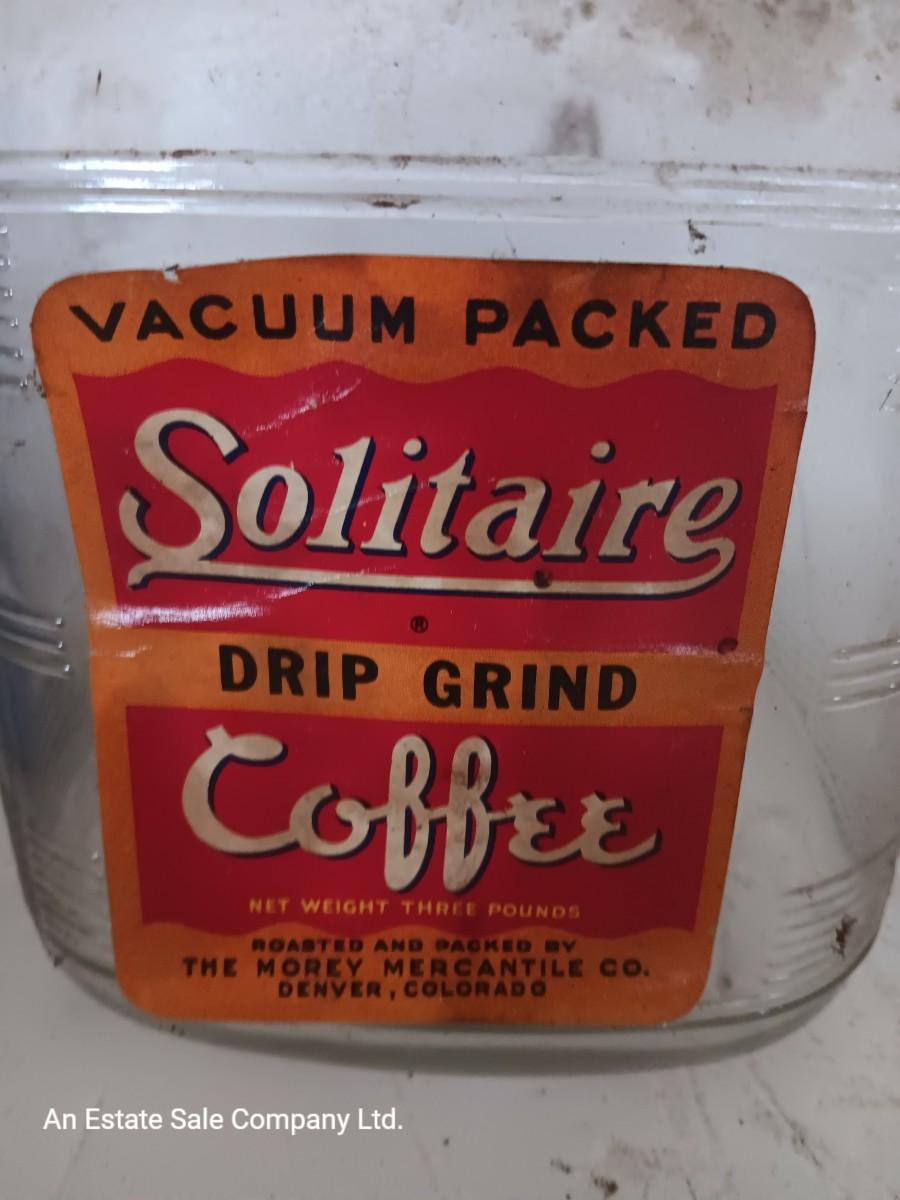 VACUUM PACKED
Solitaire
®
DRIP GRIND
Coffee
NET WEIGHT THREE POUNDS
ROASTED AND PACKED BY
THE MOREY MERCANTILE CO.
DENVER, COLORADO
An Estate Sale Company Ltd.